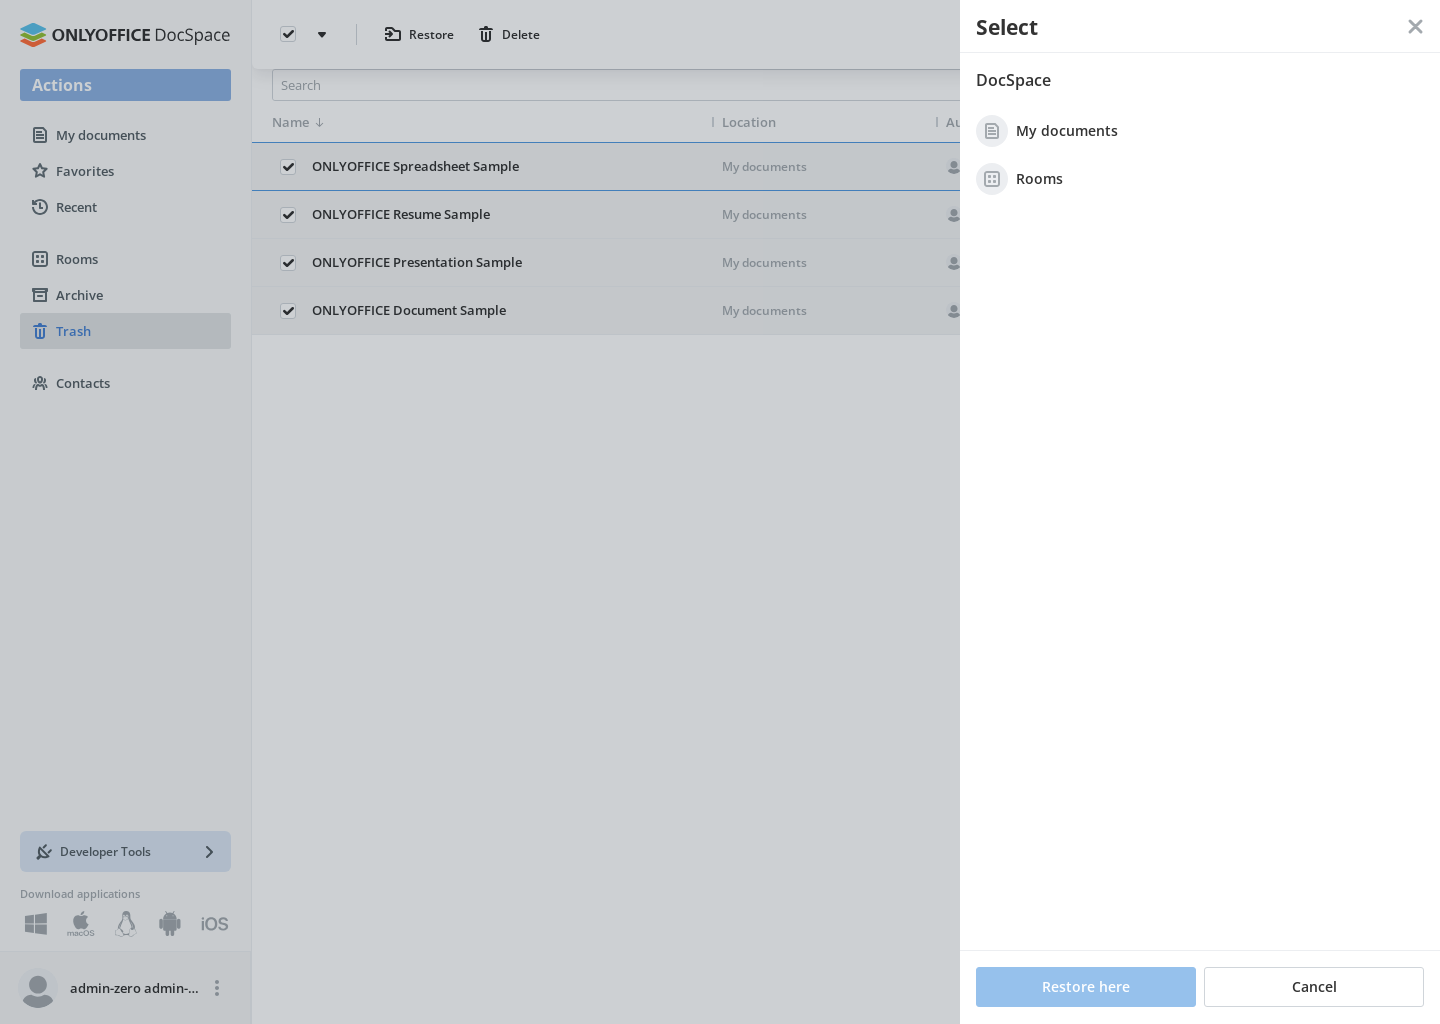 ONLYOFFICE DocSpace
Actions
My documents
Favorites
Recent
Rooms
Archive
Trash
Contacts
Developer Tools
Download applications
macOS
iOS
admin-zero admin-...
Restore
Delete
Search
Name
Location
Au
ONLYOFFICE Spreadsheet Sample
My documents
ONLYOFFICE Resume Sample
My documents
ONLYOFFICE Presentation Sample
My documents
ONLYOFFICE Document Sample
My documents
Select
DocSpace
My documents
Rooms
Restore here
Cancel